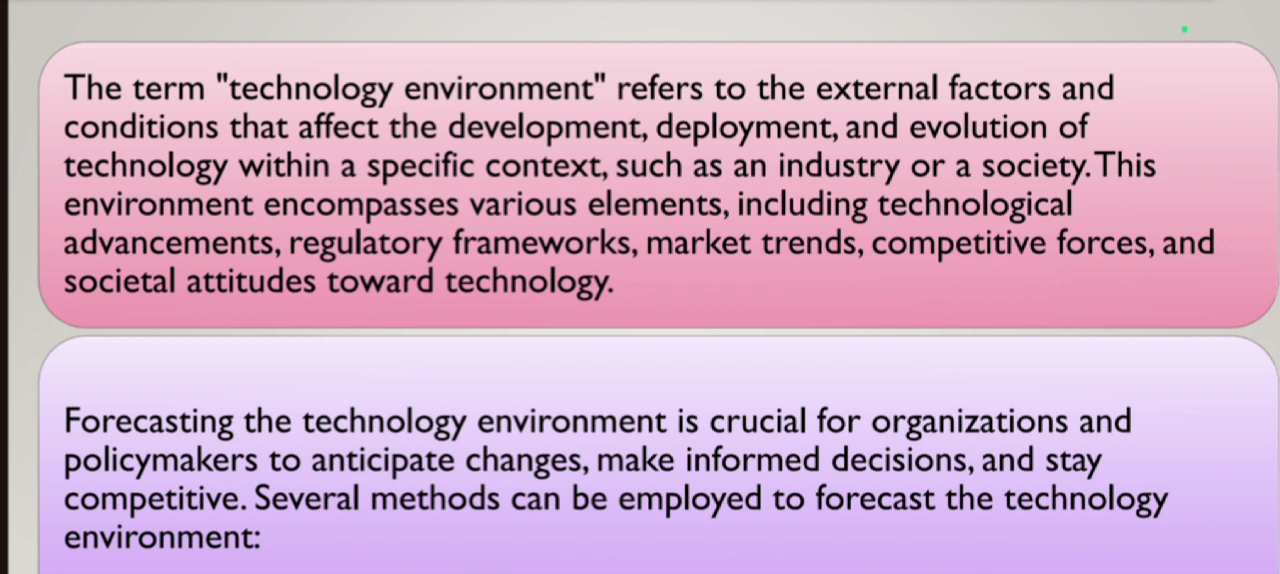 The term "technology environment" refers to the external factors and
conditions that affect the development, deployment, and evolution of
technology within a specific context, such as an industry or a society. This
environment encompasses various elements, including technological
advancements, regulatory frameworks, market trends, competitive forces, and
societal attitudes toward technology.
Forecasting the technology environment is crucial for organizations and
policymakers to anticipate changes, make informed decisions, and stay
competitive. Several methods can be employed to forecast the technology
environment: